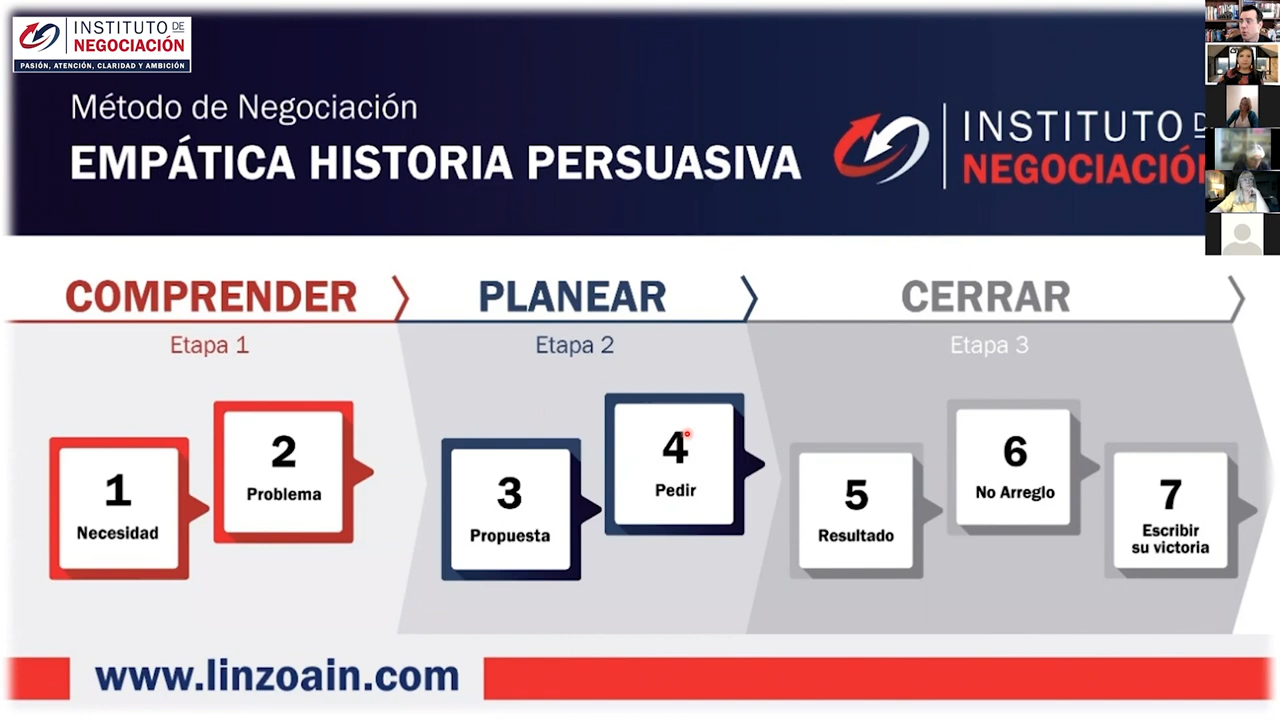 INSTITUTO DE
NEGOCIACIÓN
PASIÓN, ATENCIÓN, CLARIDAD Y AMBICIÓN
Método de Negociación
EMPÁTICA HISTORIA PERSUASIVA
INSTITUTO D
NEGOCIACIÓN
COMPRENDER
PLANEAR
CERRAR
Etapa 1
Etapa 2
Etapa 3
1
Necesidad
2
Problema
3
Propuesta
4
Pedir
5
Resultado
6
No Arreglo
7
Escribir
su victoria
www.linzoain.com